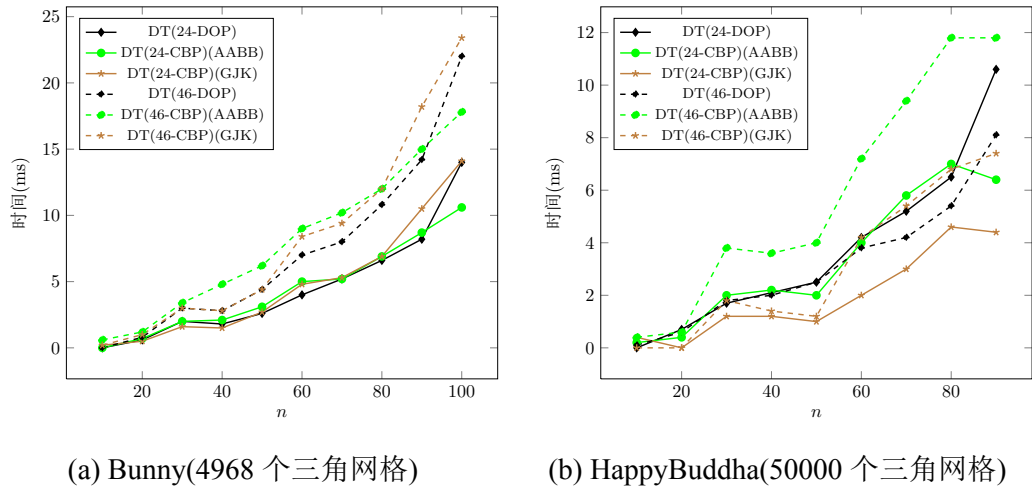 25
20
15
10
5
0
时间(ms)
DT(24-DOP)
DT(24-CBP)(AABB)
DT(24-CBP)(GJK)
DT(46-DOP)
DT(46-CBP)(AABB)
DT(46-CBP)(GJK)
20 40 60 80 100
n
(a) Bunny(4968 个三角网格)
12
10
8
6
4
2
0
时间(ms)
DT(24-DOP)
DT(24-CBP)(AABB)
DT(24-CBP)(GJK)
DT(46-DOP)
DT(46-CBP)(AABB)
DT(46-CBP)(GJK)
20 40 60 80
n
(b) HappyBuddha(50000 个三角网格)